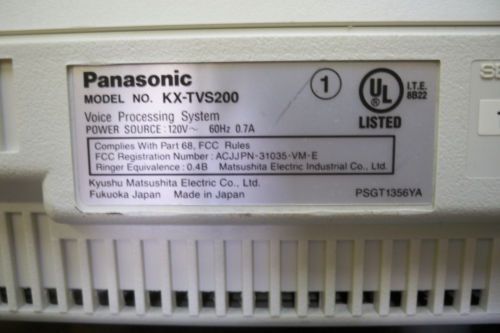 Panasonic
MODEL NO. KX-TVS200
Voice Processing System
POWER SOURCE: 120V~ 60Hz 0.7A
1
UL
LISTED
I.T.E.
8B22
Complies With Part 68, FCC Rules
FCC Registration Number: ACJJPN-31035-VM-E
Ringer Equivalence: 0.4B Matsushita Electric Industrial Co., Ltd.
Kyushu Matsushita Electric Co., Ltd.
Fukuoka Japan Made in Japan
PSGT1356YA